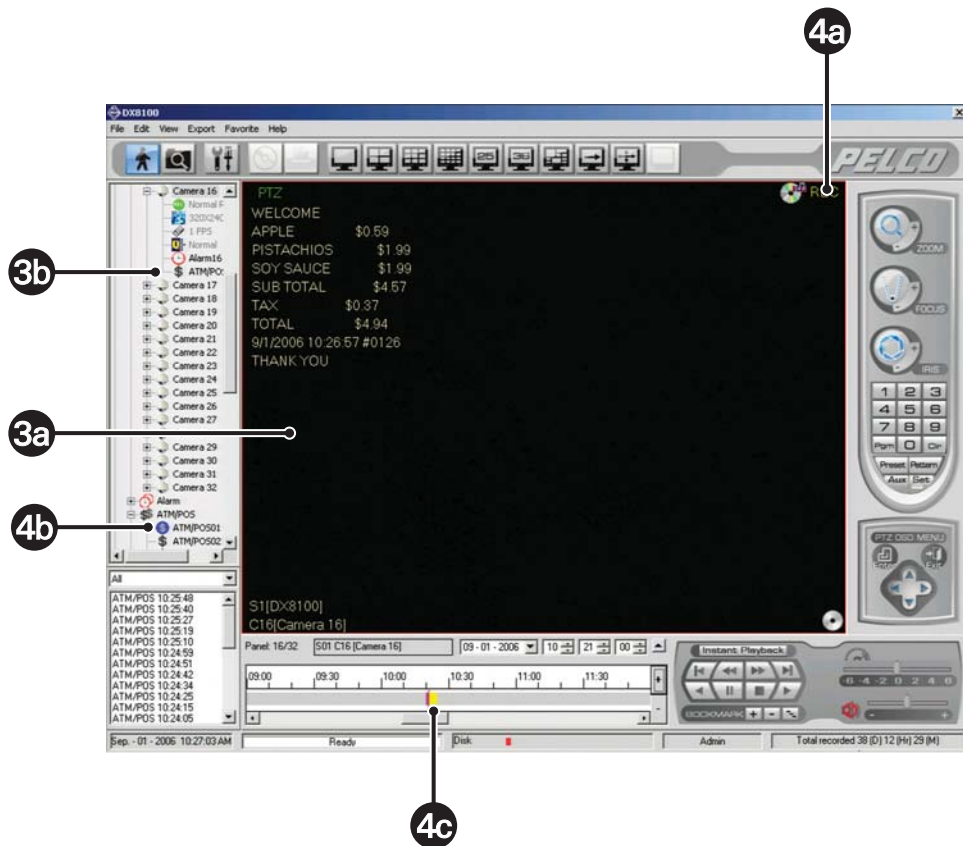 4a
DX8100
File Edit View Export Favorite Help
25 36
PELCO
Camera 16
Normal
320X240
1 FPS
Normal
Alarm16
ATM/PO
Camera 17
Camera 18
Camera 19
Camera 20
Camera 21
Camera 22
Camera 23
Camera 24
Camera 25
Camera 26
Camera 27
Camera 29
Camera 30
Camera 31
Camera 32
Alarm
ATM/POS
ATM/POS01
ATM/POS02
3b
3a
4b
PTZ
REC
WELCOME
APPLE $0.59
PISTACHIOS $1.99
SOY SAUCE $1.99
SUB TOTAL $4.57
TAX $0.37
TOTAL $4.94
9/1/2006 10:26:57 #0126
THANK YOU
S1[DX8100]
C16[Camera 16]
ZOOM
FOCUS
IRIS
1 2 3
4 5 6
7 8 9
Pgm 0 Clr
Preset Pattern
Aux Set
PTZ OSD MENU
Enter Exit
All
ATM/POS 10:25:48
ATM/POS 10:25:40
ATM/POS 10:25:27
ATM/POS 10:25:19
ATM/POS 10:25:10
ATM/POS 10:24:59
ATM/POS 10:24:51
ATM/POS 10:24:42
ATM/POS 10:24:34
ATM/POS 10:24:25
ATM/POS 10:24:15
ATM/POS 10:24:05
Panel: 16/32 S01 C16 [Camera 16] 09 - 01 - 2006 10 21 00
09:00 09:30 10:00 10:30 11:00 11:30
Instant Playback
BOOKMARK
-6 -4 -2 0 2 4 6
Sep. - 01 - 2006 10:27:03 AM Ready Disk: Admin Total recorded 38 (D) 12 (Hr) 29 (M)
4c